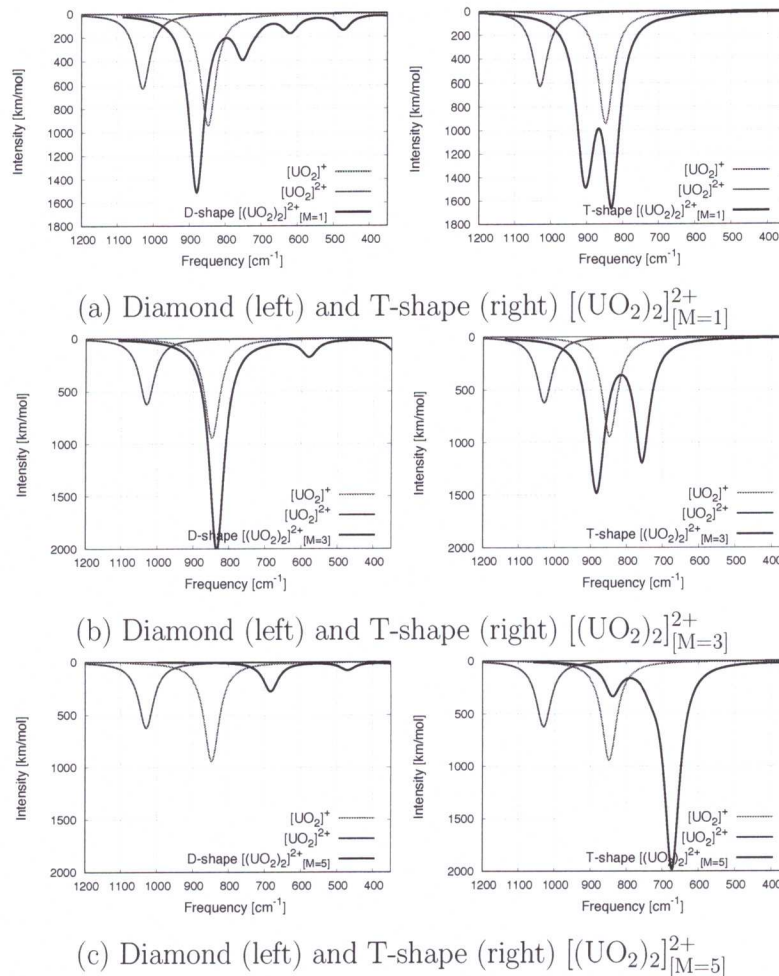 0
200
400
600
800
1000
1200
1400
1600
1800
Intensity [km/mol]
[UO₂]⁺
[UO₂]²⁺
D-shape [(UO₂)₂]²⁺[M=1]
1200 1100 1000 900 800 700 600 500 400
Frequency [cm⁻¹]
0
200
400
600
800
1000
1200
1400
1600
1800
Intensity [km/mol]
[UO₂]⁺
[UO₂]²⁺
T-shape [(UO₂)₂]²⁺[M=1]
1200 1100 1000 900 800 700 600 500 400
Frequency [cm⁻¹]
(a) Diamond (left) and T-shape (right) [(UO₂)₂]²⁺[M=1]
0
500
1000
1500
2000
Intensity [km/mol]
[UO₂]⁺
[UO₂]²⁺
D-shape [(UO₂)₂]²⁺[M=3]
1200 1100 1000 900 800 700 600 500 400
Frequency [cm⁻¹]
0
500
1000
1500
2000
Intensity [km/mol]
[UO₂]⁺
[UO₂]²⁺
T-shape [(UO₂)₂]²⁺[M=3]
1200 1100 1000 900 800 700 600 500 400
Frequency [cm⁻¹]
(b) Diamond (left) and T-shape (right) [(UO₂)₂]²⁺[M=3]
0
500
1000
1500
2000
Intensity [km/mol]
[UO₂]⁺
[UO₂]²⁺
D-shape [(UO₂)₂]²⁺[M=5]
1200 1100 1000 900 800 700 600 500 400
Frequency [cm⁻¹]
0
500
1000
1500
2000
Intensity [km/mol]
[UO₂]⁺
[UO₂]²⁺
T-shape [(UO₂)₂]²⁺[M=5]
1200 1100 1000 900 800 700 600 500 400
Frequency [cm⁻¹]
(c) Diamond (left) and T-shape (right) [(UO₂)₂]²⁺[M=5]